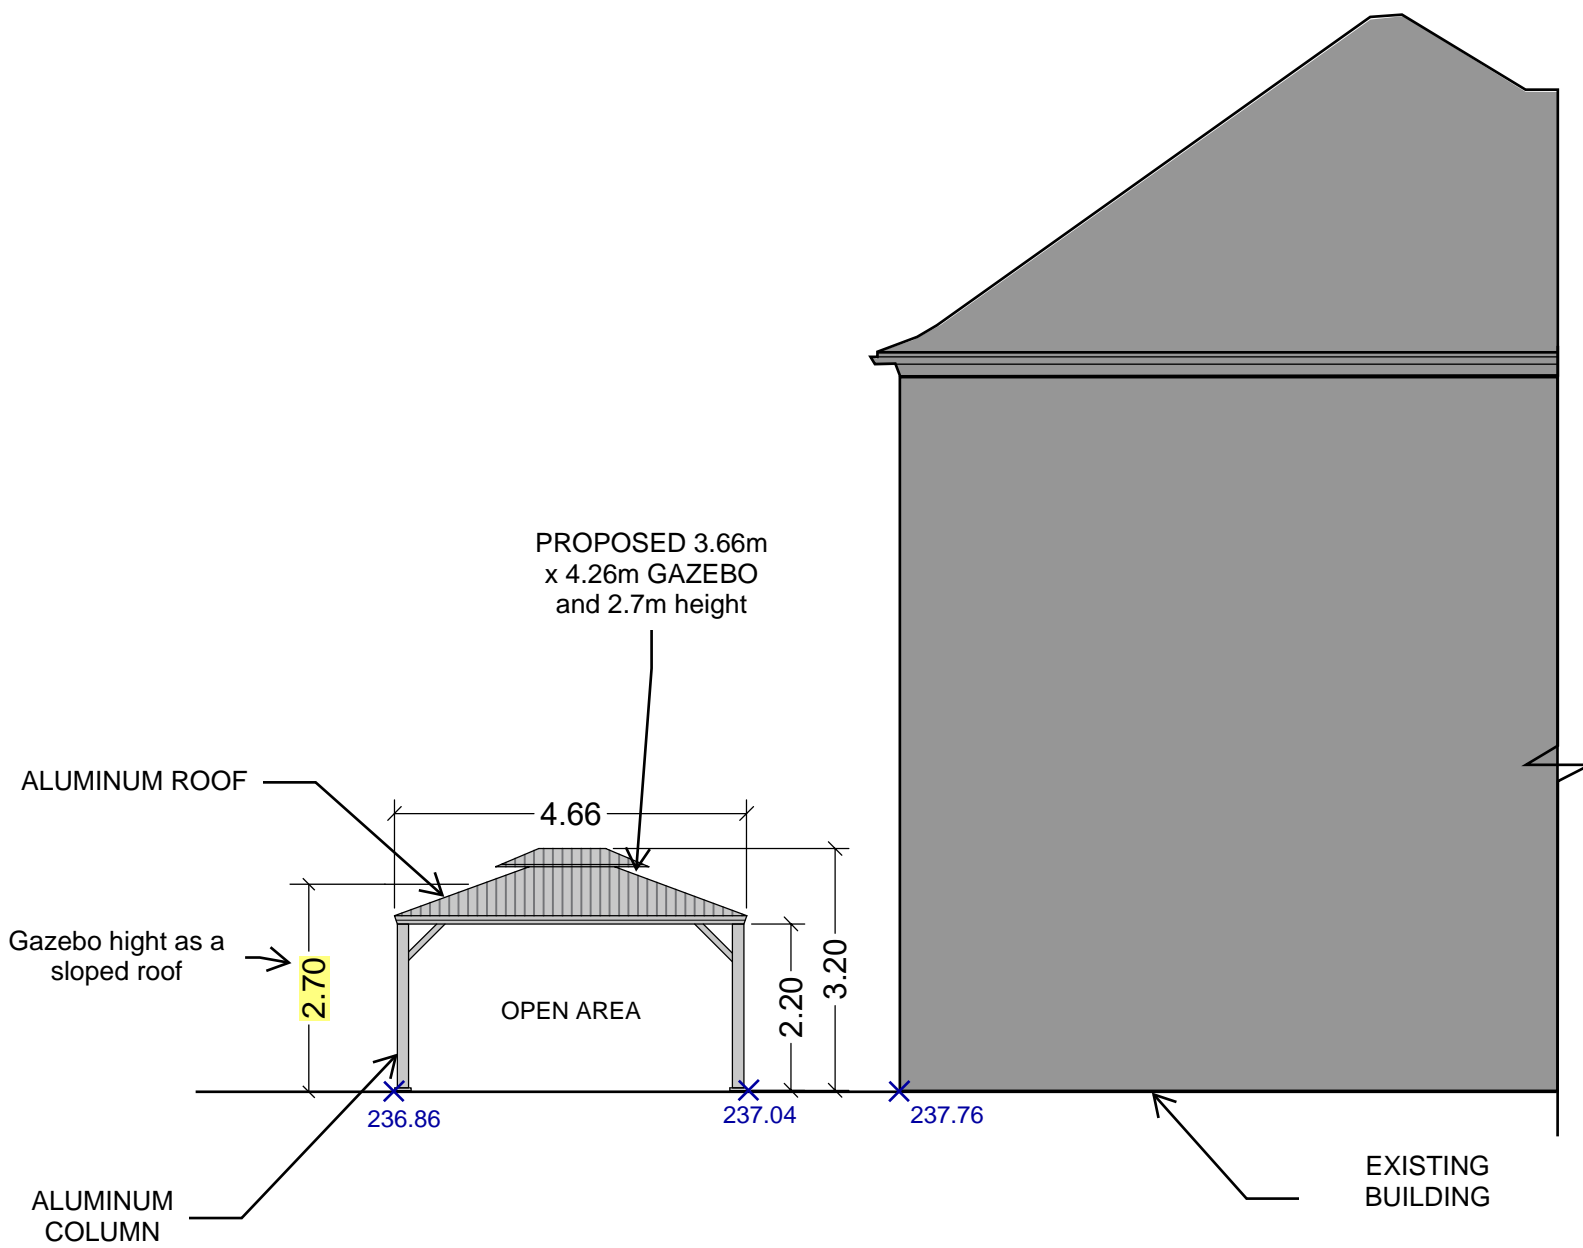 PROPOSED 3.66m
x 4.26m GAZEBO
and 2.7m height
ALUMINUM ROOF
4.66
Gazebo hight as a
sloped roof
2.70
OPEN AREA
2.20
3.20
236.86
237.04
237.76
ALUMINUM
COLUMN
EXISTING
BUILDING